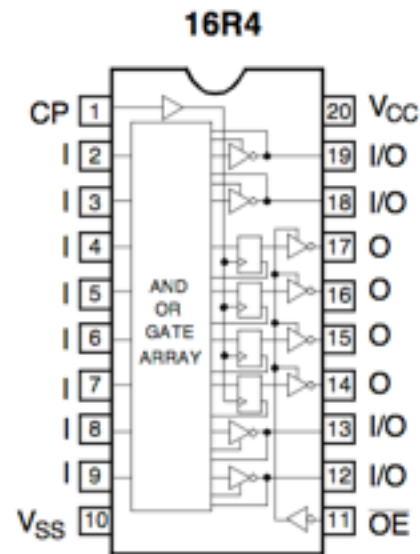 16R4
CP 1 20 VCC
I 2 19 I/O
I 3 18 I/O
I 4 17 O
I 5 16 O
I 6 15 O
I 7 14 O
I 8 13 I/O
I 9 12 I/O
VSS 10 11 OE
AND
OR
GATE
ARRAY